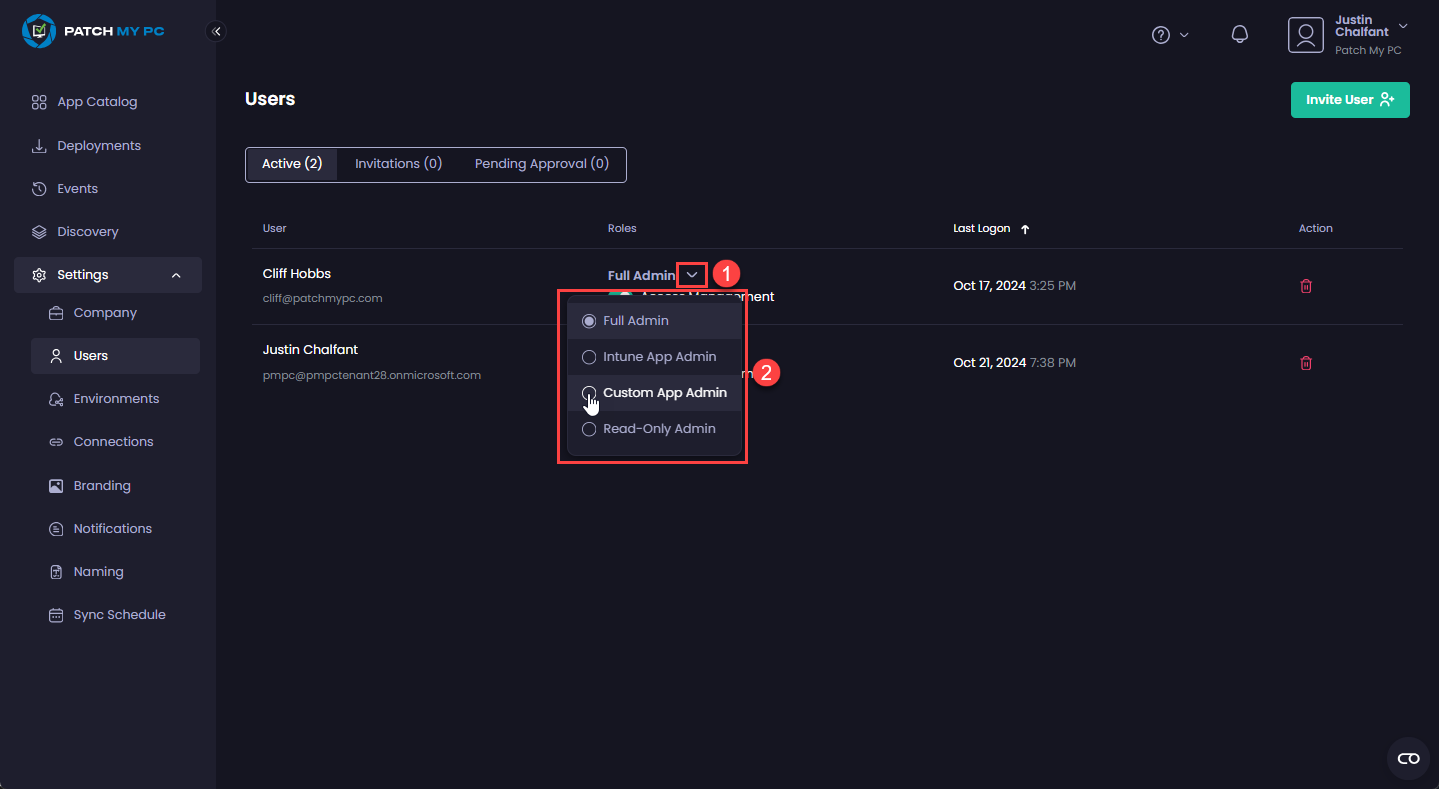 PATCH MY PC
Justin
Chalfant
Patch My PC
App Catalog
Deployments
Events
Discovery
Settings
Company
Users
Environments
Connections
Branding
Notifications
Naming
Sync Schedule
Users
Invite User
Active (2)
Invitations (0)
Pending Approval (0)
User
Roles
Last Logon
Action
Cliff Hobbs
cliff@patchmypc.com
Full Admin
1
Access Management
Oct 17, 2024 3:25 PM
Full Admin
Intune App Admin
Custom App Admin
Read-Only Admin
2
Justin Chalfant
pmpc@pmpctenant28.onmicrosoft.com
Oct 21, 2024 7:38 PM